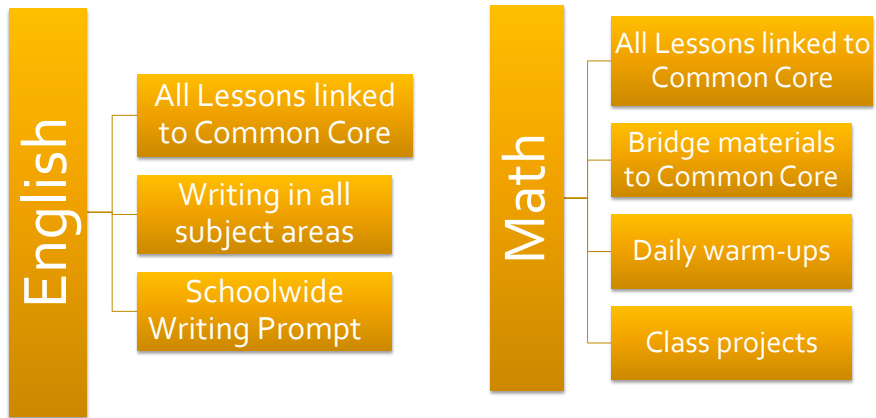 English
All Lessons linked
to Common Core
Writing in all
subject areas
Schoolwide
Writing Prompt
Math
All Lessons linked to
Common Core
Bridge materials
to Common Core
Daily warm-ups
Class projects